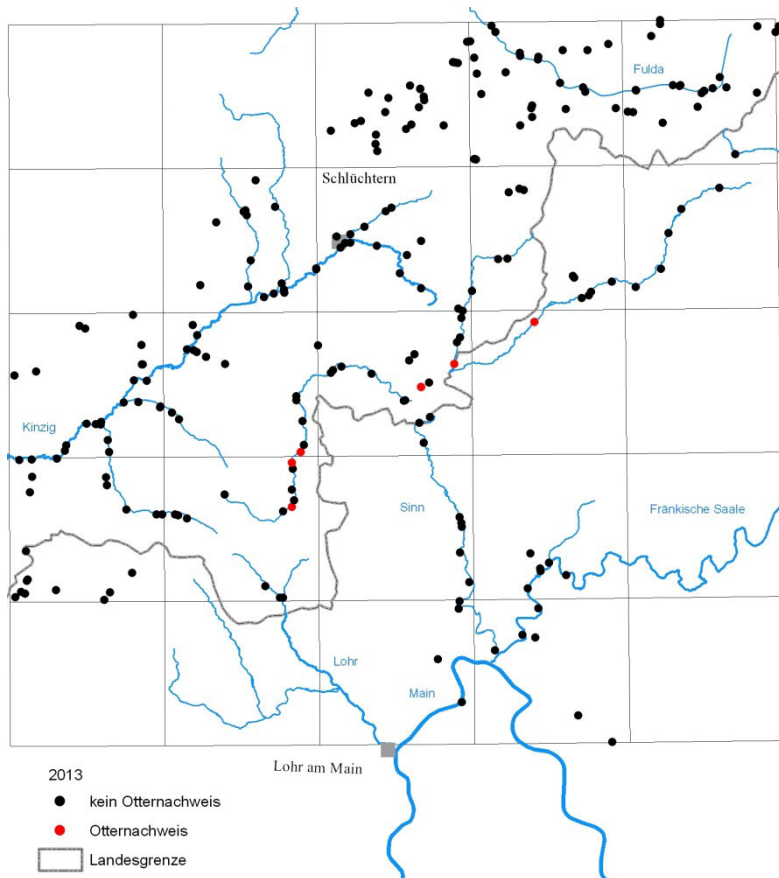 Fulda
Schlüchtern
Kinzig
Sinn
Fränkische Saale
Lohr
Main
Lohr am Main
2013
kein Otternachweis
Otternachweis
Landesgrenze